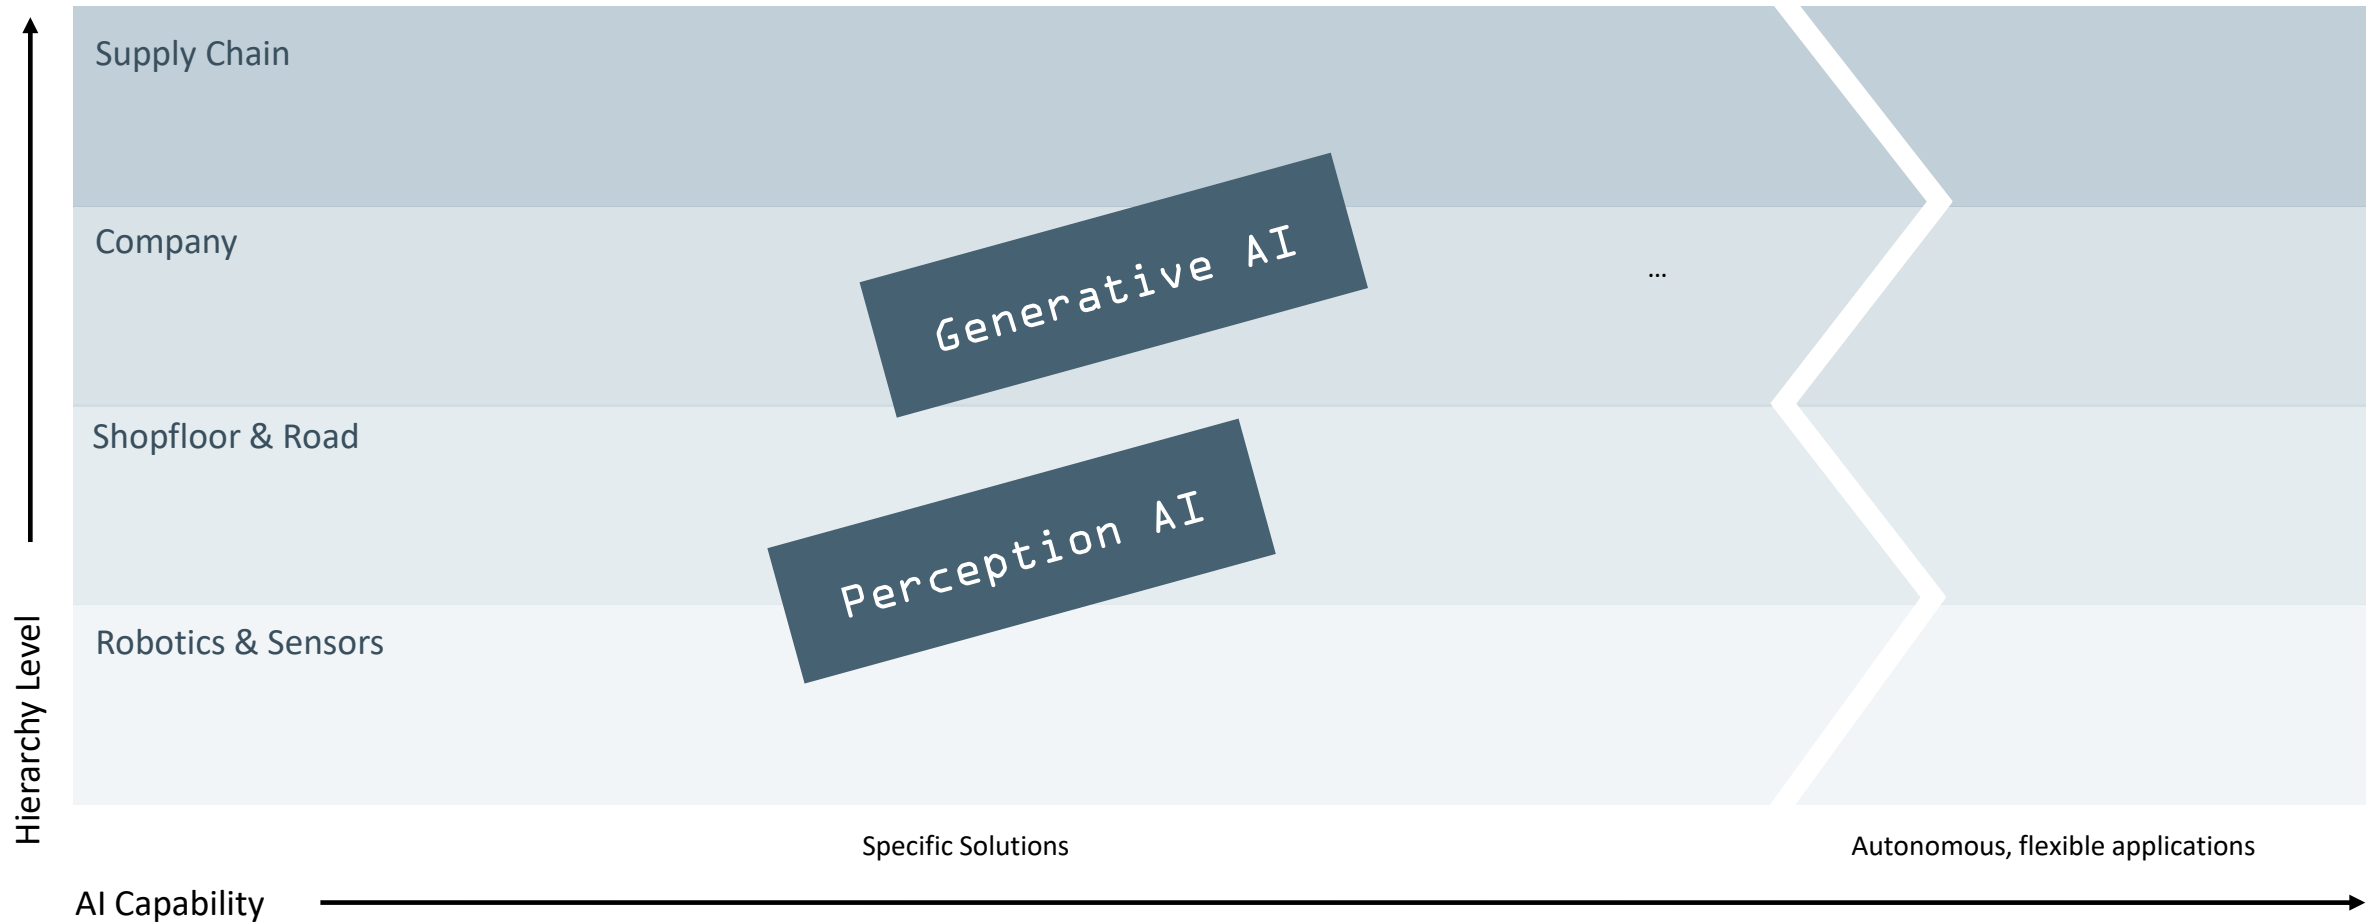 Supply Chain
Company
Generative AI
...
Shopfloor & Road
Perception AI
Robotics & Sensors
Hierarchy Level
Specific Solutions
Autonomous, flexible applications
AI Capability